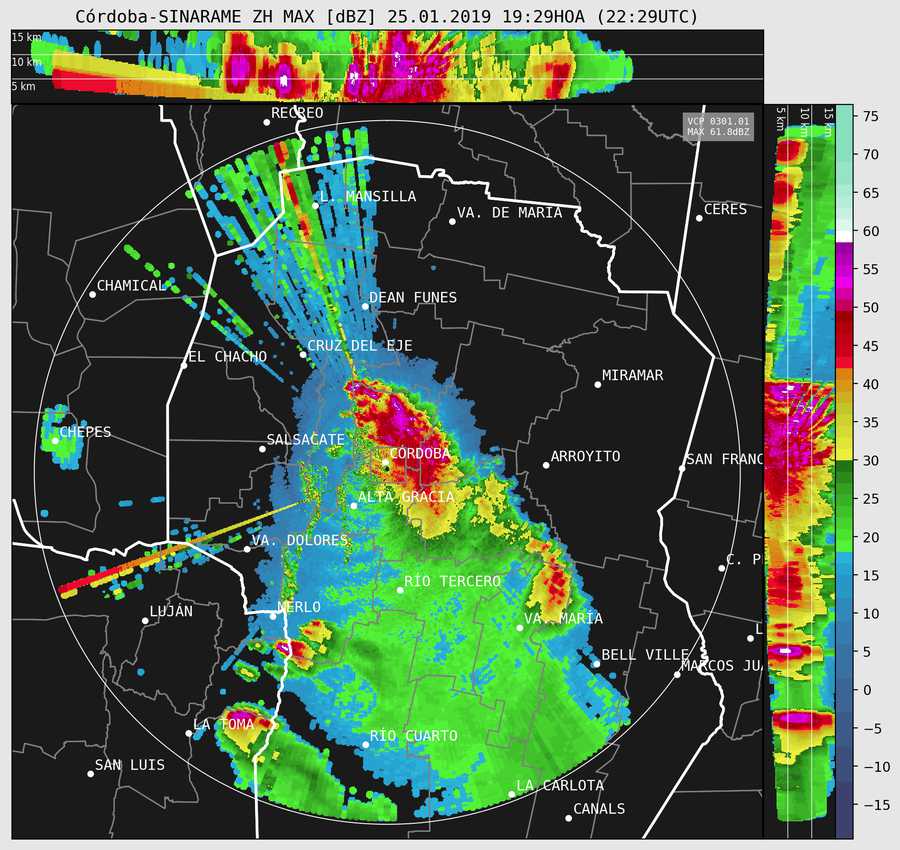 Córdoba-SINARAME ZH MAX [dBZ] 25.01.2019 19:29HOA (22:29UTC)
15 km
10 km
5 km
RECREO
VCP 0301.01
MAX 61.8dBZ
5 km
10 km
15 km
75
70
65
60
55
50
45
40
35
30
25
20
15
10
5
0
−5
−10
−15
L. MANSILLA
VA. DE MARÍA
CERES
CHAMICAL
DEAN FUNES
CRUZ DEL EJE
EL CHACHO
MIRAMAR
CHEPES
SALSACATE
CÓRDOBA
ARROYITO
SAN FRANC
ALTA GRACIA
VA. DOLORES
C. P
RÍO TERCERO
LUJÁN
MERLO
VA. MARÍA
L
BELL VILLE
MARCOS JUÁ
LA TOMA
RÍO CUARTO
SAN LUIS
LA CARLOTA
CANALS